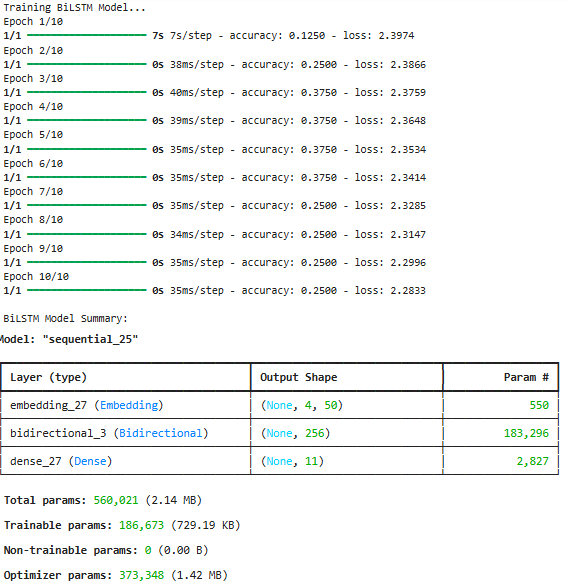 Training BiLSTM Model...
Epoch 1/10
1/1 ━━━━━━━━━━━━━━━━━━━━ 7s 7s/step - accuracy: 0.1250 - loss: 2.3974
Epoch 2/10
1/1 ━━━━━━━━━━━━━━━━━━━━ 0s 38ms/step - accuracy: 0.2500 - loss: 2.3866
Epoch 3/10
1/1 ━━━━━━━━━━━━━━━━━━━━ 0s 40ms/step - accuracy: 0.3750 - loss: 2.3759
Epoch 4/10
1/1 ━━━━━━━━━━━━━━━━━━━━ 0s 39ms/step - accuracy: 0.3750 - loss: 2.3648
Epoch 5/10
1/1 ━━━━━━━━━━━━━━━━━━━━ 0s 35ms/step - accuracy: 0.3750 - loss: 2.3534
Epoch 6/10
1/1 ━━━━━━━━━━━━━━━━━━━━ 0s 35ms/step - accuracy: 0.3750 - loss: 2.3414
Epoch 7/10
1/1 ━━━━━━━━━━━━━━━━━━━━ 0s 35ms/step - accuracy: 0.2500 - loss: 2.3285
Epoch 8/10
1/1 ━━━━━━━━━━━━━━━━━━━━ 0s 34ms/step - accuracy: 0.2500 - loss: 2.3147
Epoch 9/10
1/1 ━━━━━━━━━━━━━━━━━━━━ 0s 35ms/step - accuracy: 0.2500 - loss: 2.2996
Epoch 10/10
1/1 ━━━━━━━━━━━━━━━━━━━━ 0s 35ms/step - accuracy: 0.2500 - loss: 2.2833
BiLSTM Model Summary:
Model: "sequential_25"
Layer (type) Output Shape Param #
embedding_27 (Embedding) (None, 4, 50) 550
bidirectional_3 (Bidirectional) (None, 256) 183,296
dense_27 (Dense) (None, 11) 2,827
Total params: 560,021 (2.14 MB)
Trainable params: 186,673 (729.19 KB)
Non-trainable params: 0 (0.00 B)
Optimizer params: 373,348 (1.42 MB)